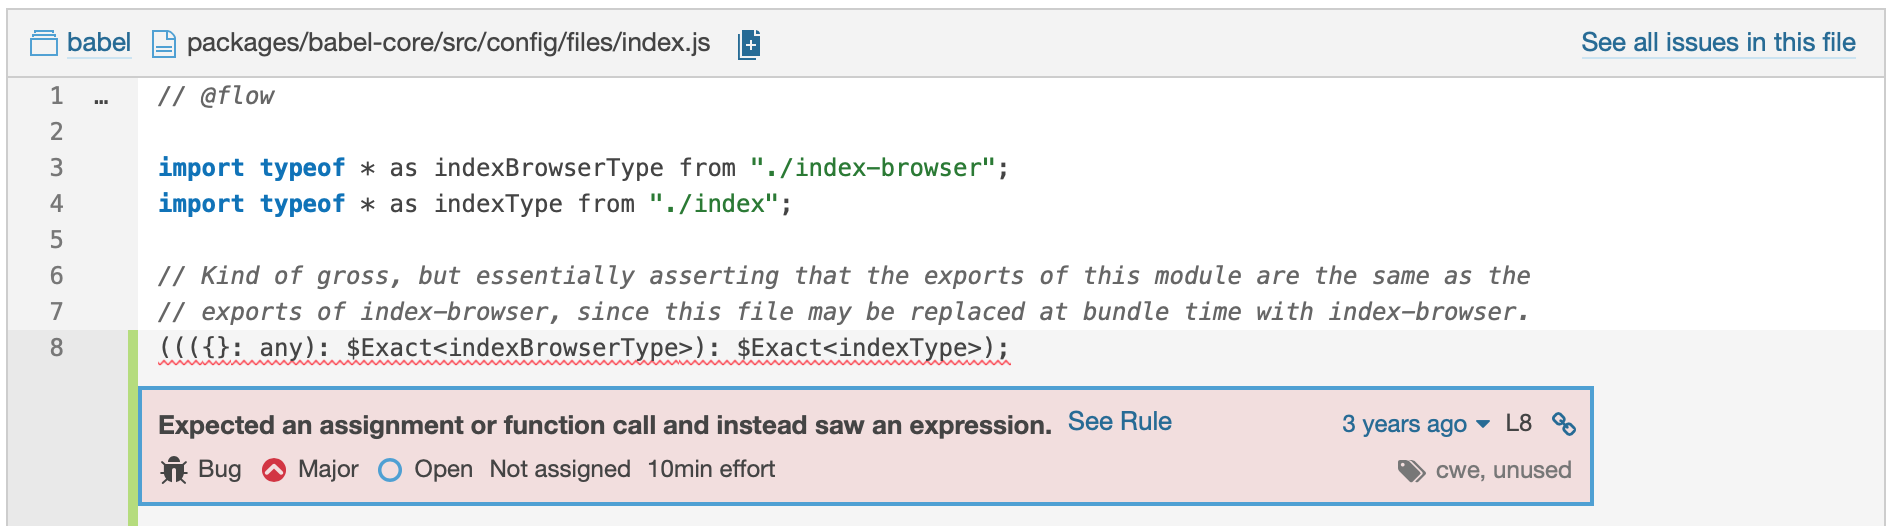 babel packages/babel-core/src/config/files/index.js See all issues in this file
1 … // @flow
2
3 import typeof * as indexBrowserType from "./index-browser";
4 import typeof * as indexType from "./index";
5
6 // Kind of gross, but essentially asserting that the exports of this module are the same as the
7 // exports of index-browser, since this file may be replaced at bundle time with index-browser.
8 ((({}: any): $Exact<indexBrowserType>): $Exact<indexType>);
Expected an assignment or function call and instead saw an expression. See Rule 3 years ago L8
Bug Major Open Not assigned 10min effort cwe, unused